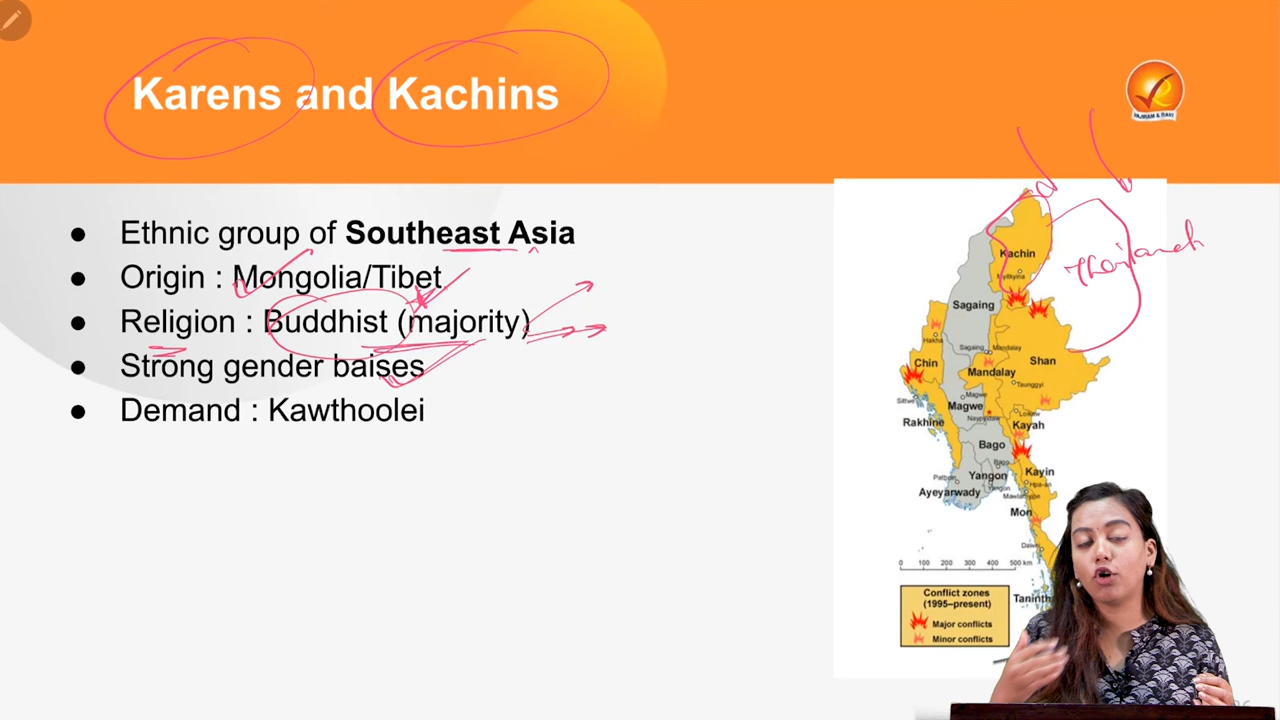 Karens and Kachins
VAJIRAM & RAVI
● Ethnic group of Southeast Asia
● Origin : Mongolia/Tibet
● Religion : Buddhist (majority)
● Strong gender baises
● Demand : Kawthoolei
Kachin
Myitkyina
Sagaing
Hakha
Sagaing
Mandalay
Chin
Mandalay
Shan
Taunggyi
Sittwe
Magwe
Magwe
Naypyidaw
Loikaw
Rakhine
Kayah
Bago
Bago
Kayin
Pathein
Yangon
Hpa-an
Yangon
Mawlamyine
Ayeyarwady
Mon
Dawei
0 100 200 300 400 500 km
Conflict zones
(1995–present)
Major conflicts
Minor conflicts